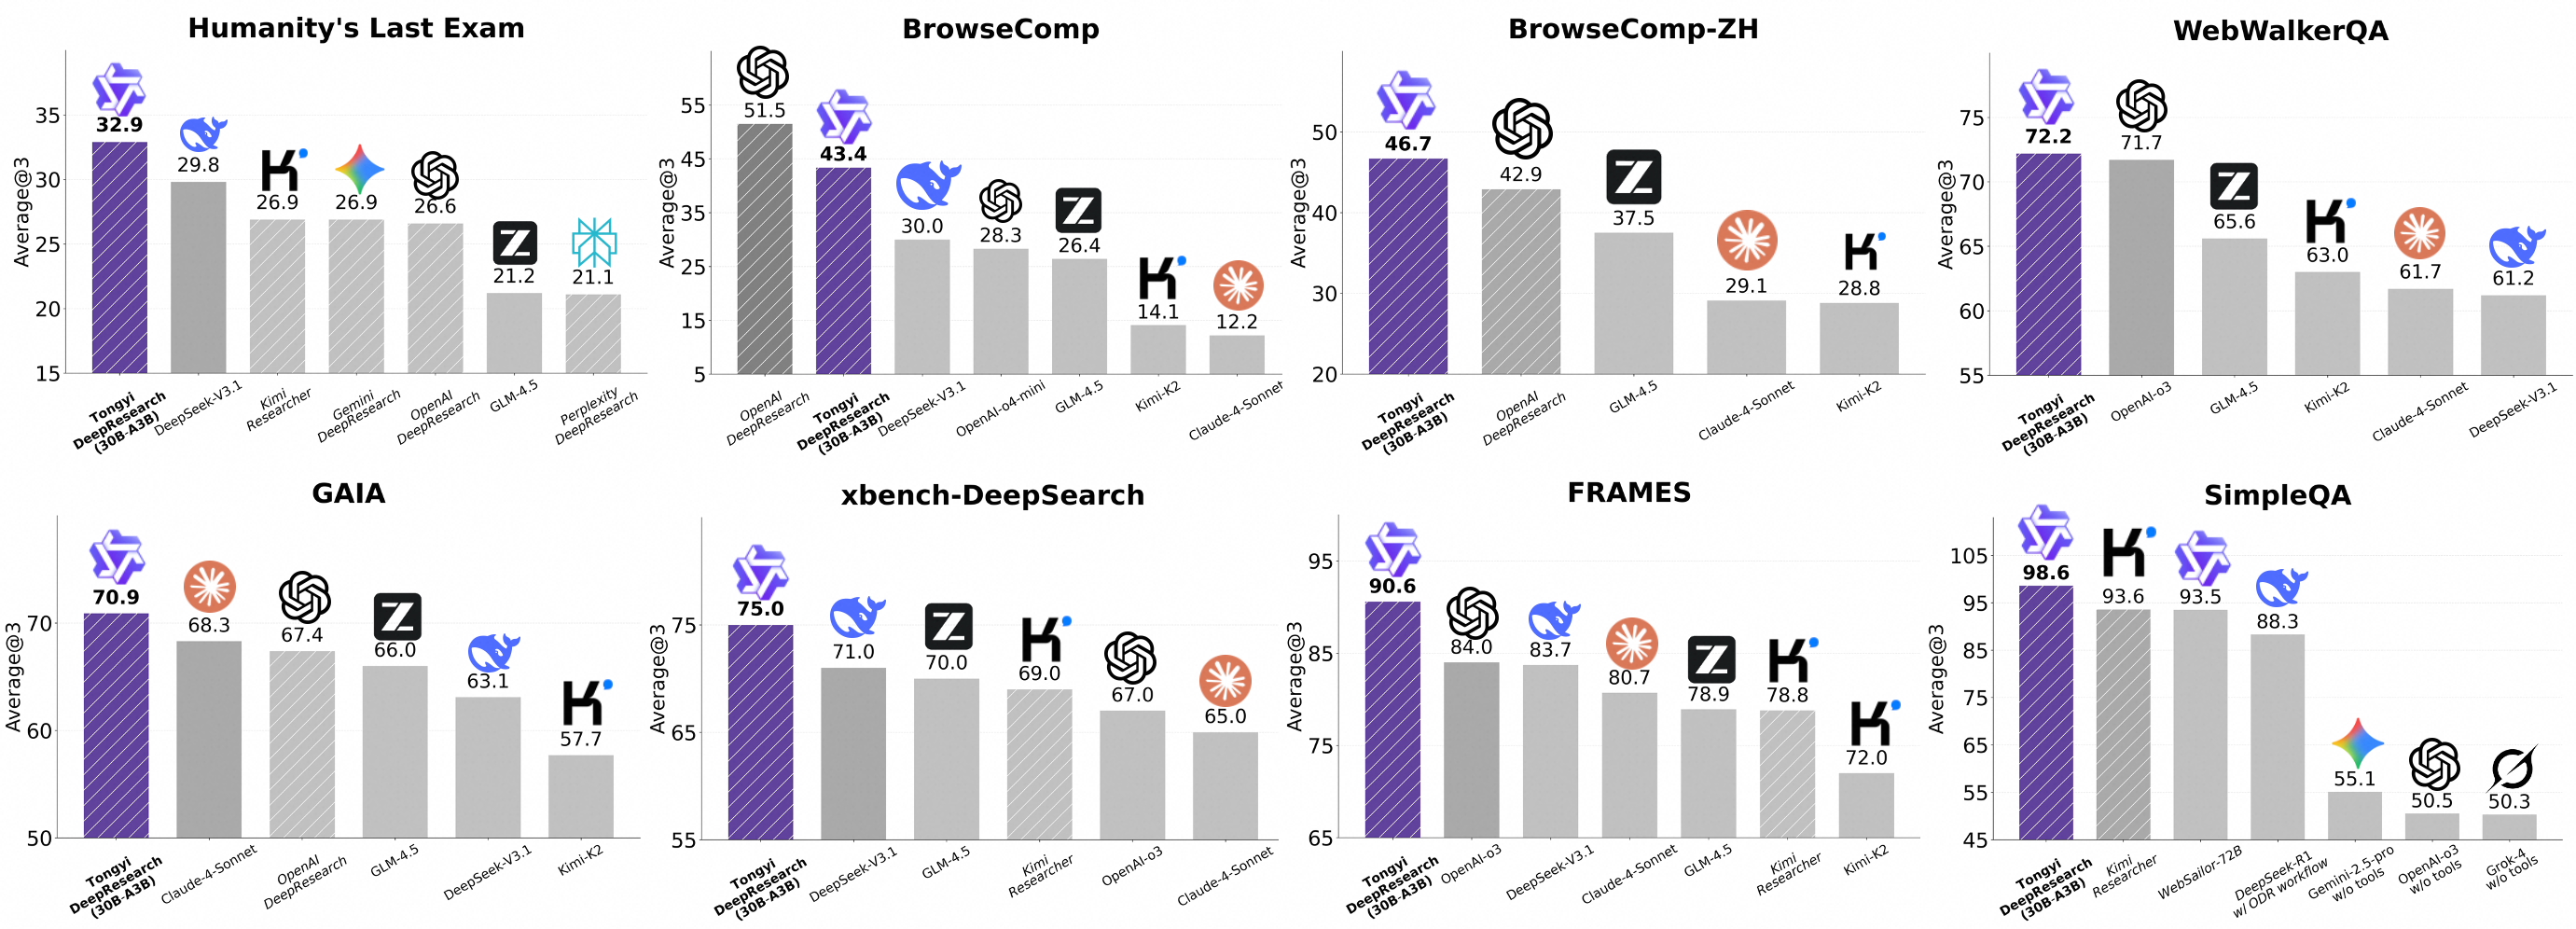 Humanity's Last Exam
Average@3
35
30
25
20
15
32.9
29.8
26.9
26.9
26.6
21.2
21.1
Tongyi
DeepResearch
(30B-A3B)
DeepSeek-V3.1
Kimi
Researcher
Gemini
DeepResearch
OpenAI
DeepResearch
GLM-4.5
Perplexity
DeepResearch
BrowseComp
Average@3
55
45
35
25
15
5
51.5
43.4
30.0
28.3
26.4
14.1
12.2
OpenAI
DeepResearch
Tongyi
DeepResearch
(30B-A3B)
DeepSeek-V3.1
OpenAI-o4-mini
GLM-4.5
Kimi-K2
Claude-4-Sonnet
BrowseComp-ZH
Average@3
50
40
30
20
46.7
42.9
37.5
29.1
28.8
Tongyi
DeepResearch
(30B-A3B)
OpenAI
DeepResearch
GLM-4.5
Claude-4-Sonnet
Kimi-K2
WebWalkerQA
Average@3
75
70
65
60
55
72.2
71.7
65.6
63.0
61.7
61.2
Tongyi
DeepResearch
(30B-A3B)
OpenAI-o3
GLM-4.5
Kimi-K2
Claude-4-Sonnet
DeepSeek-V3.1
GAIA
Average@3
70
60
50
70.9
68.3
67.4
66.0
63.1
57.7
Tongyi
DeepResearch
(30B-A3B)
Claude-4-Sonnet
OpenAI
DeepResearch
GLM-4.5
DeepSeek-V3.1
Kimi-K2
xbench-DeepSearch
Average@3
75
65
55
75.0
71.0
70.0
69.0
67.0
65.0
Tongyi
DeepResearch
(30B-A3B)
DeepSeek-V3.1
GLM-4.5
Kimi
Researcher
OpenAI-o3
Claude-4-Sonnet
FRAMES
Average@3
95
85
75
65
90.6
84.0
83.7
80.7
78.9
78.8
72.0
Tongyi
DeepResearch
(30B-A3B)
OpenAI-o3
DeepSeek-V3.1
Claude-4-Sonnet
GLM-4.5
Kimi
Researcher
Kimi-K2
SimpleQA
Average@3
105
95
85
75
65
55
45
98.6
93.6
93.5
88.3
55.1
50.5
50.3
Tongyi
DeepResearch
(30B-A3B)
Kimi
Researcher
WebSailor-72B
DeepSeek-R1
w/ ODR workflow
Gemini-2.5-pro
w/o tools
OpenAI-o3
w/o tools
Grok-4
w/o tools